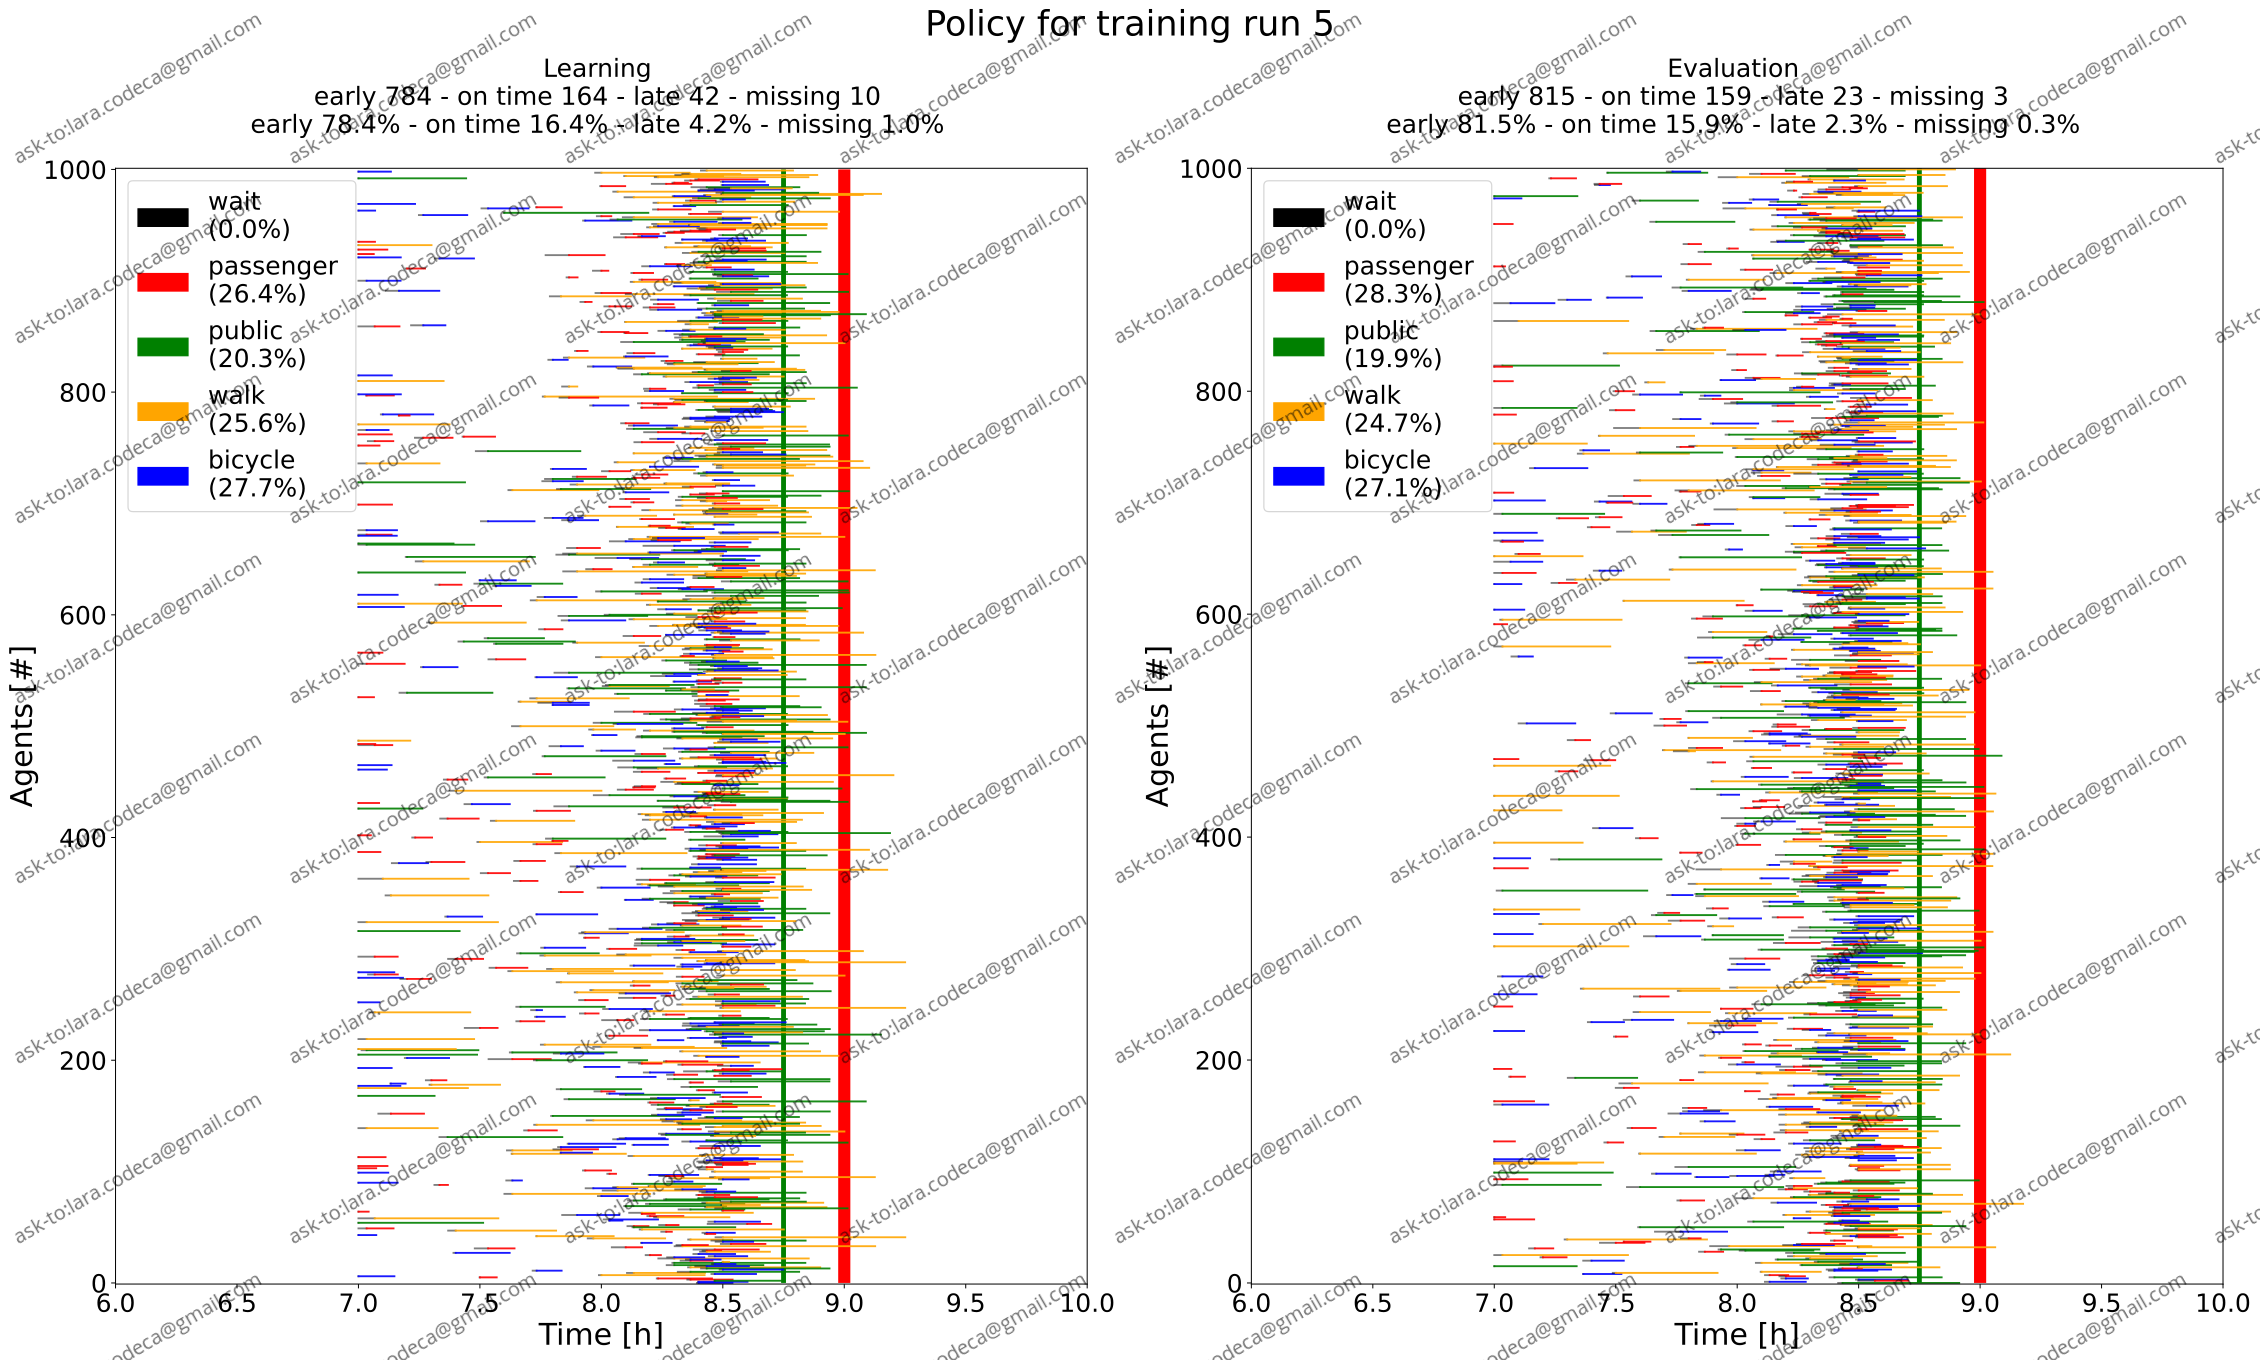 Policy for training run 5
Learning
early 784 - on time 164 - late 42 - missing 10
early 78.4% - on time 16.4% - late 4.2% - missing 1.0%
1000
800
600
400
200
0
Agents [#]
wait
(0.0%)
passenger
(26.4%)
public
(20.3%)
walk
(25.6%)
bicycle
(27.7%)
6.0 6.5 7.0 7.5 8.0 8.5 9.0 9.5 10.0
Time [h]
Evaluation
early 815 - on time 159 - late 23 - missing 3
early 81.5% - on time 15.9% - late 2.3% - missing 0.3%
1000
800
600
400
200
0
Agents [#]
wait
(0.0%)
passenger
(28.3%)
public
(19.9%)
walk
(24.7%)
bicycle
(27.1%)
6.0 6.5 7.0 7.5 8.0 8.5 9.0 9.5 10.0
Time [h]
ask-to:lara.codeca@gmail.com